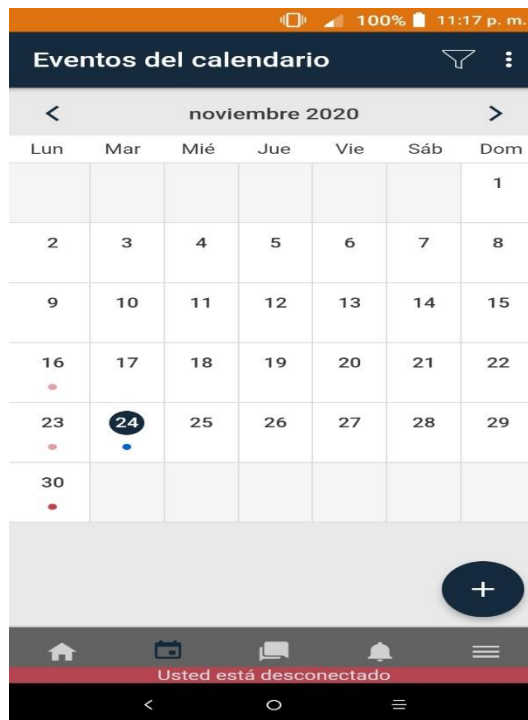 100% 11:17 p. m.
Eventos del calendario
noviembre 2020
Lun Mar Mié Jue Vie Sáb Dom
1
2 3 4 5 6 7 8
9 10 11 12 13 14 15
16 17 18 19 20 21 22
23 24 25 26 27 28 29
30
+
Usted está desconectado